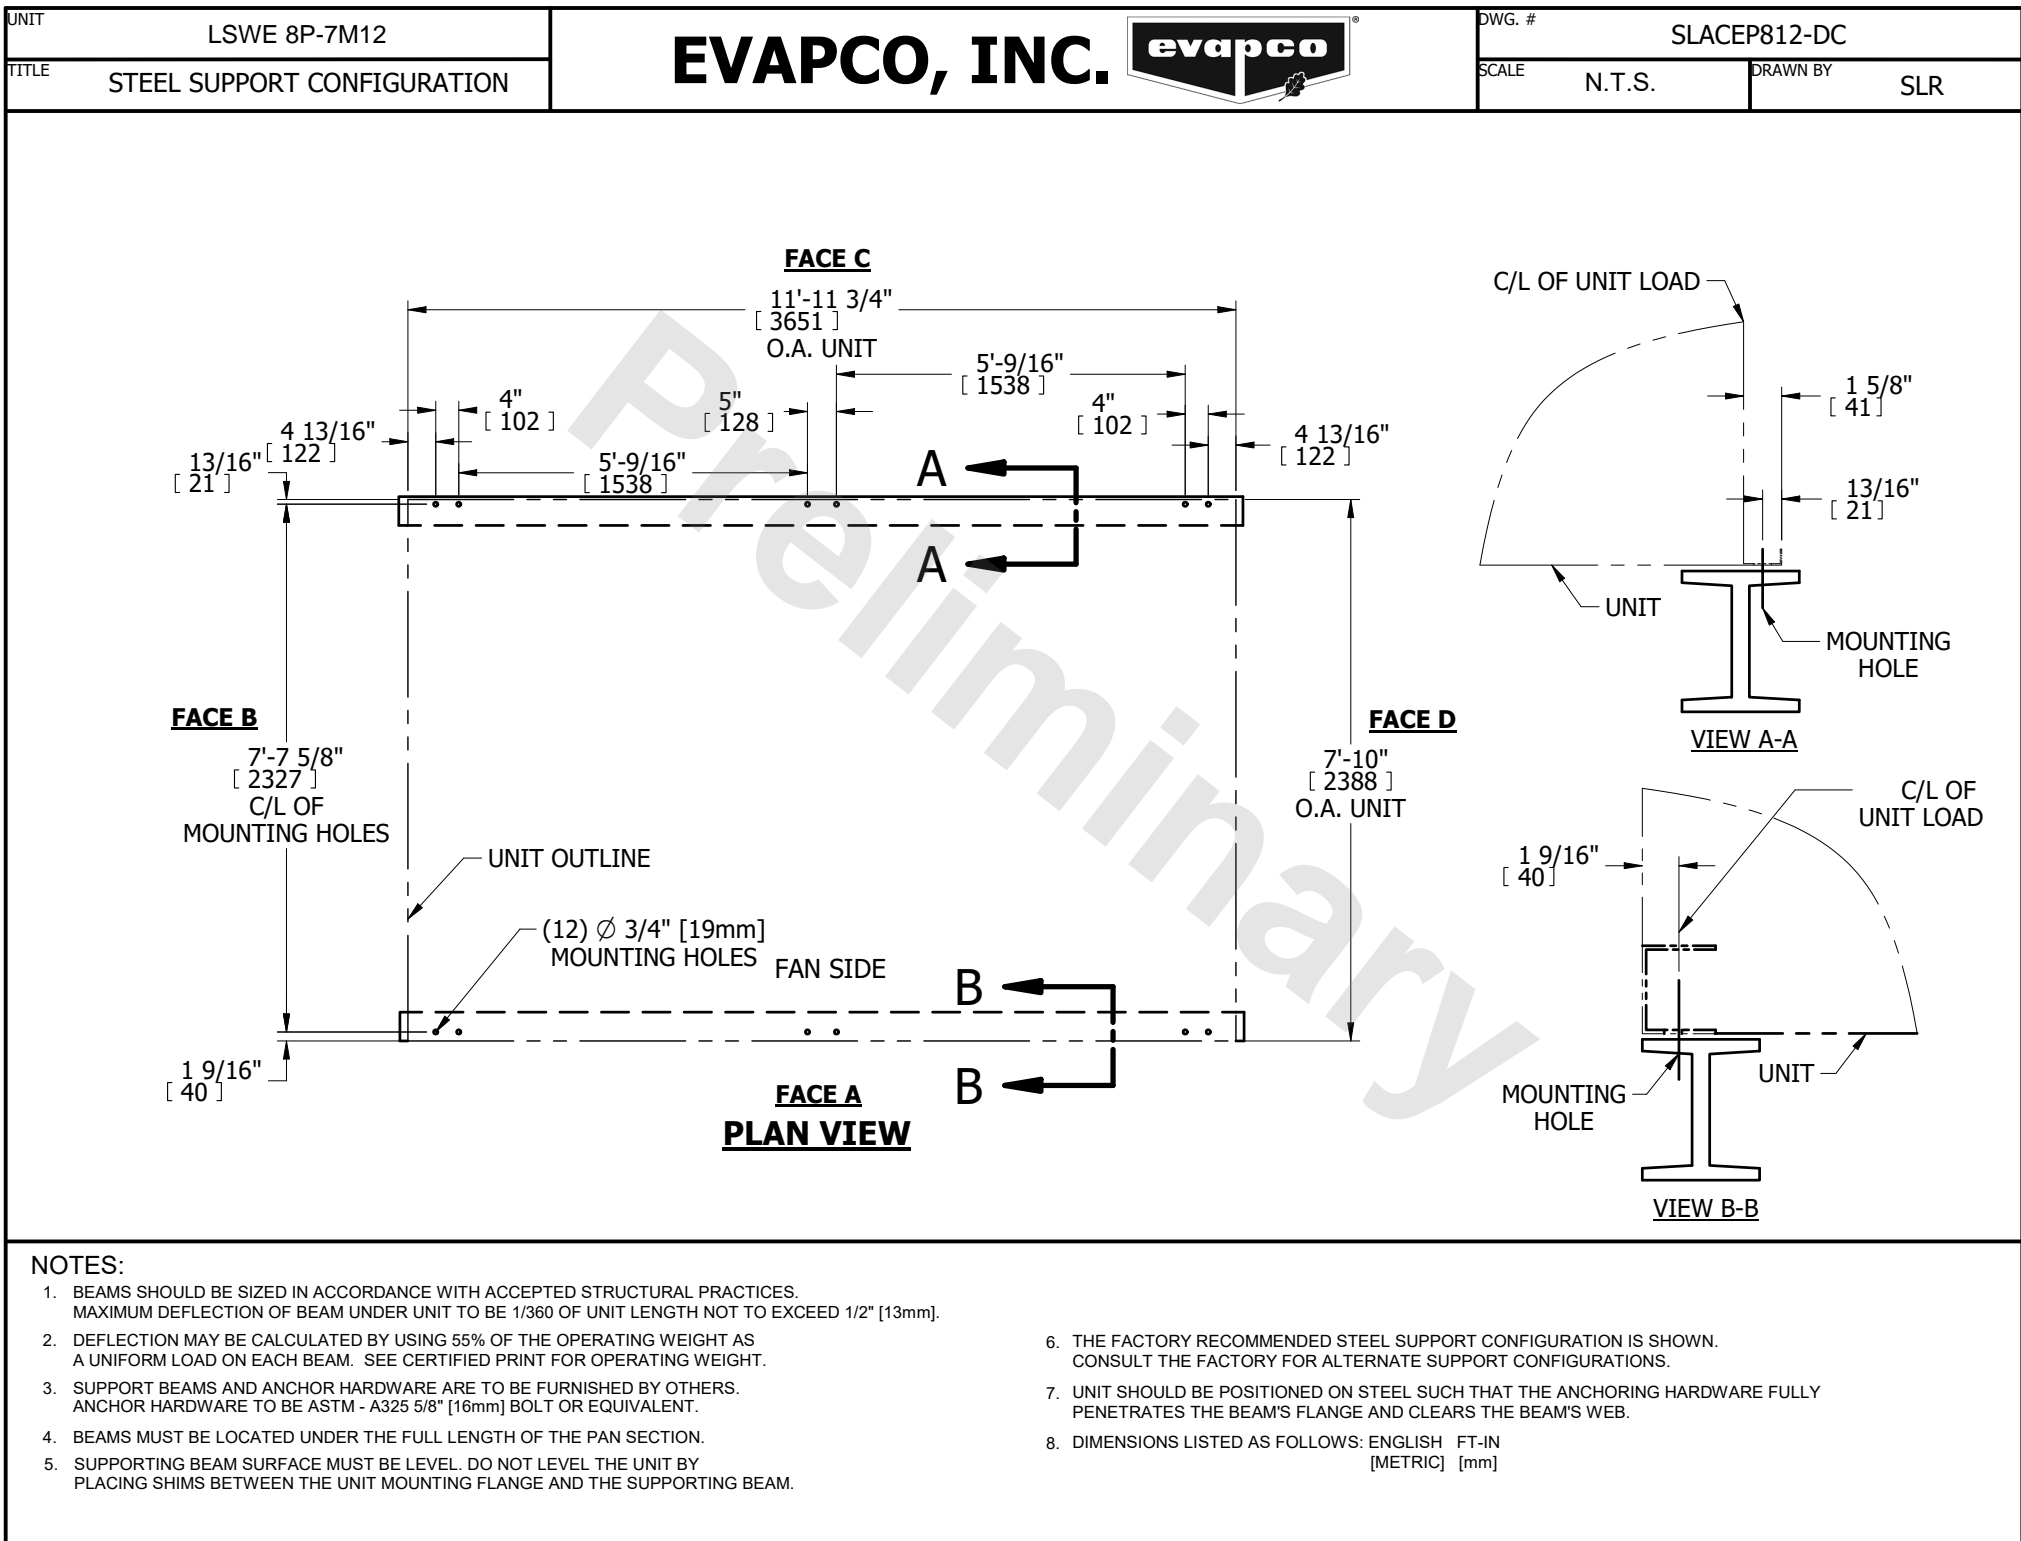 UNIT
LSWE 8P-7M12
TITLE
STEEL SUPPORT CONFIGURATION
EVAPCO, INC.
evapco
®
DWG. #
SLACEP812-DC
SCALE
N.T.S.
DRAWN BY
SLR
Preliminary
FACE C
11'-11 3/4"
[ 3651 ]
O.A. UNIT
5'-9/16"
[ 1538 ]
4"
[ 102 ]
5"
[ 128 ]
4"
[ 102 ]
4 13/16"
[ 122 ]
4 13/16"
[ 122 ]
13/16"
[ 21 ]
5'-9/16"
[ 1538 ]
A
A
FACE B
7'-7 5/8"
[ 2327 ]
C/L OF
MOUNTING HOLES
FACE D
7'-10"
[ 2388 ]
O.A. UNIT
UNIT OUTLINE
(12) ∅ 3/4" [19mm]
MOUNTING HOLES
FAN SIDE
B
B
1 9/16"
[ 40 ]
FACE A
PLAN VIEW
C/L OF UNIT LOAD
1 5/8"
[ 41 ]
13/16"
[ 21 ]
UNIT
MOUNTING
HOLE
VIEW A-A
C/L OF
UNIT LOAD
1 9/16"
[ 40 ]
UNIT
MOUNTING
HOLE
VIEW B-B
NOTES:
1. BEAMS SHOULD BE SIZED IN ACCORDANCE WITH ACCEPTED STRUCTURAL PRACTICES.
MAXIMUM DEFLECTION OF BEAM UNDER UNIT TO BE 1/360 OF UNIT LENGTH NOT TO EXCEED 1/2" [13mm].
2. DEFLECTION MAY BE CALCULATED BY USING 55% OF THE OPERATING WEIGHT AS
A UNIFORM LOAD ON EACH BEAM. SEE CERTIFIED PRINT FOR OPERATING WEIGHT.
3. SUPPORT BEAMS AND ANCHOR HARDWARE ARE TO BE FURNISHED BY OTHERS.
ANCHOR HARDWARE TO BE ASTM - A325 5/8" [16mm] BOLT OR EQUIVALENT.
4. BEAMS MUST BE LOCATED UNDER THE FULL LENGTH OF THE PAN SECTION.
5. SUPPORTING BEAM SURFACE MUST BE LEVEL. DO NOT LEVEL THE UNIT BY
PLACING SHIMS BETWEEN THE UNIT MOUNTING FLANGE AND THE SUPPORTING BEAM.
6. THE FACTORY RECOMMENDED STEEL SUPPORT CONFIGURATION IS SHOWN.
CONSULT THE FACTORY FOR ALTERNATE SUPPORT CONFIGURATIONS.
7. UNIT SHOULD BE POSITIONED ON STEEL SUCH THAT THE ANCHORING HARDWARE FULLY
PENETRATES THE BEAM'S FLANGE AND CLEARS THE BEAM'S WEB.
8. DIMENSIONS LISTED AS FOLLOWS: ENGLISH FT-IN
[METRIC] [mm]